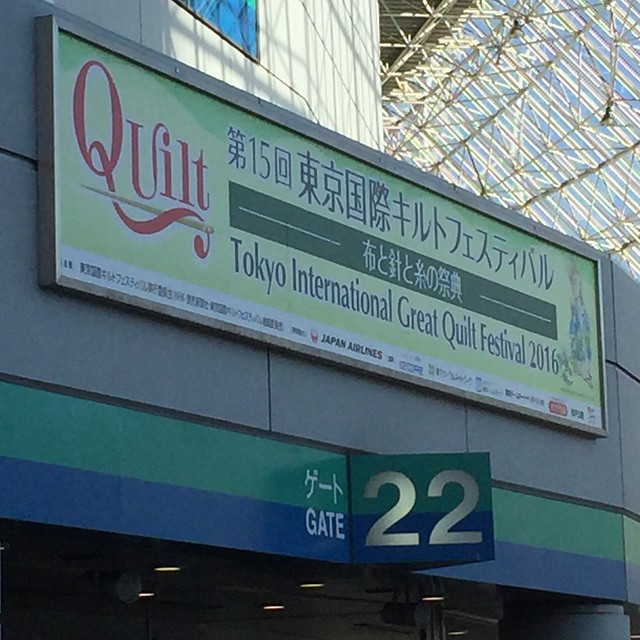 Quilt
第15回 東京国際キルトフェスティバル
布と針と糸の祭典
Tokyo International Great Quilt Festival 2016
JAPAN AIRLINES
ゲート
GATE
22